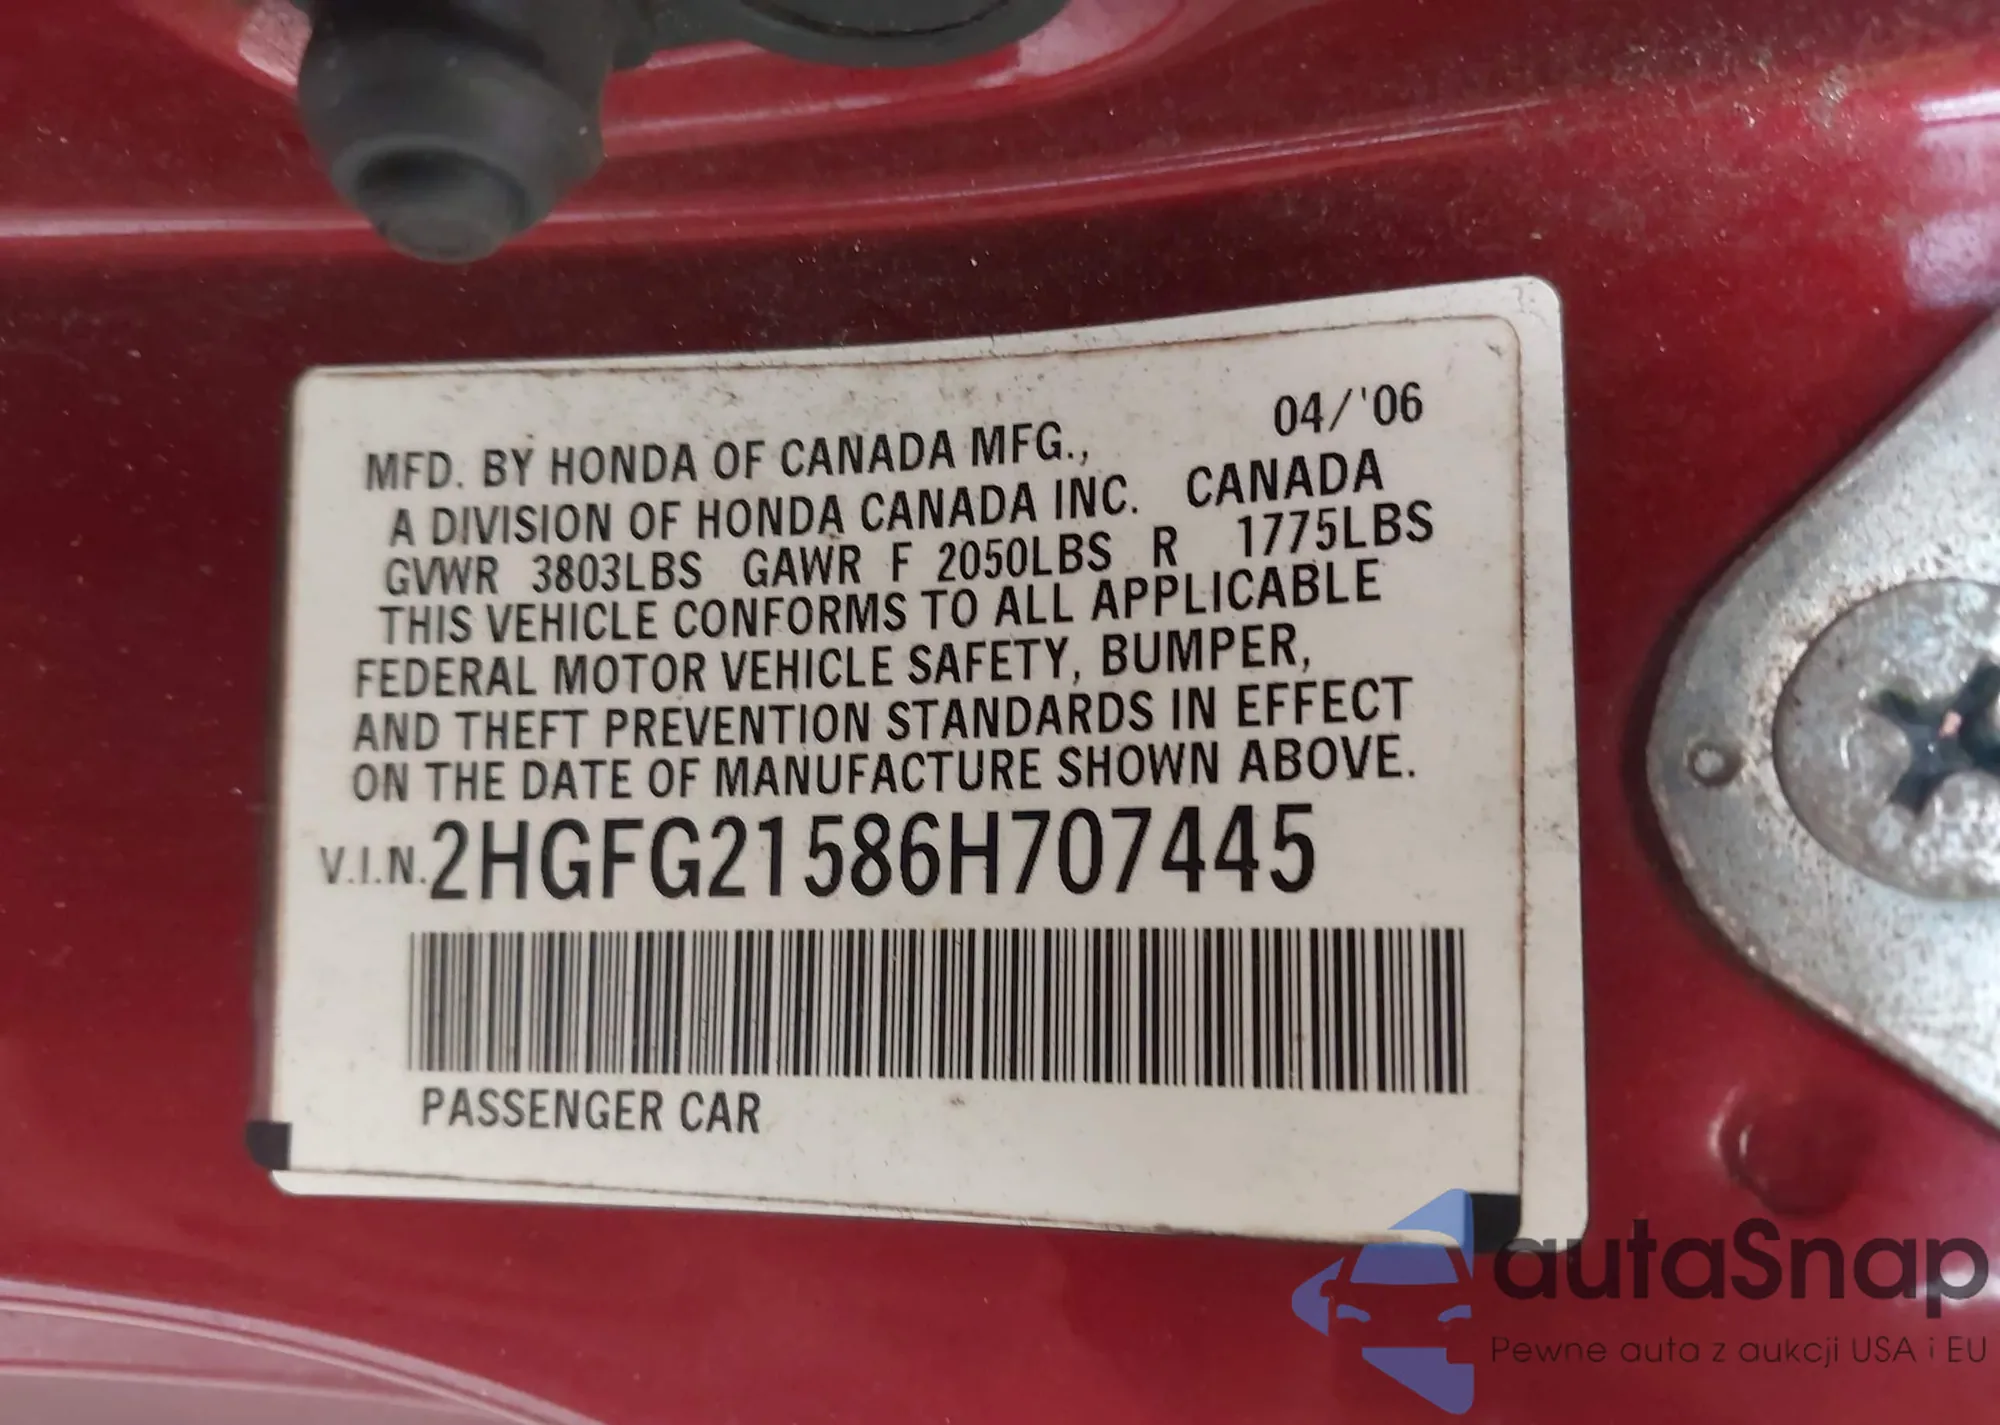 04/'06
MFD. BY HONDA OF CANADA MFG.,
A DIVISION OF HONDA CANADA INC. CANADA
GVWR 3803LBS GAWR F 2050LBS R 1775LBS
THIS VEHICLE CONFORMS TO ALL APPLICABLE
FEDERAL MOTOR VEHICLE SAFETY, BUMPER,
AND THEFT PREVENTION STANDARDS IN EFFECT
ON THE DATE OF MANUFACTURE SHOWN ABOVE.
V.I.N. 2HGFG21586H707445
PASSENGER CAR
autaSnap
Pewne auta z aukcji USA i EU